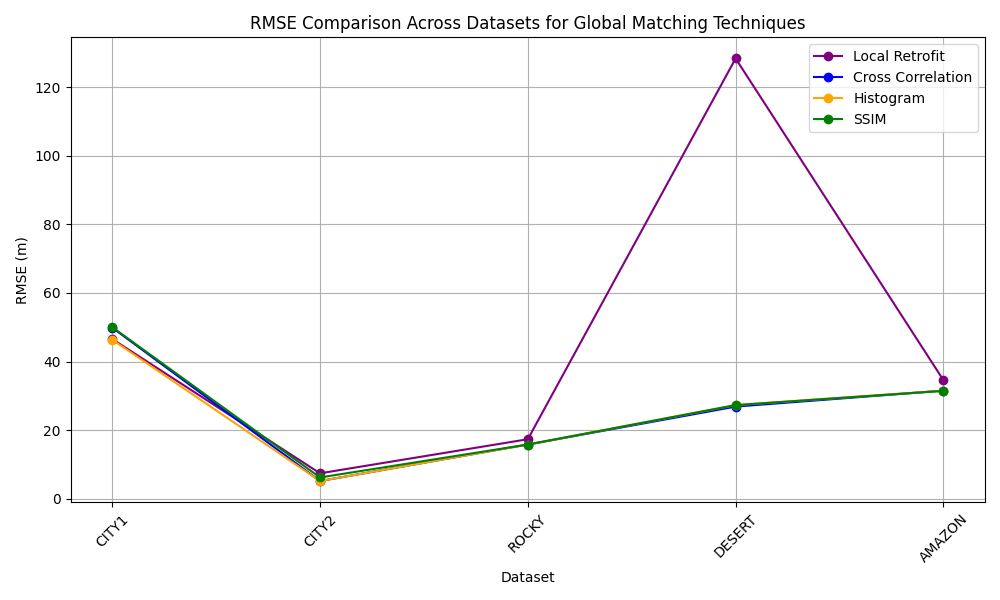 RMSE Comparison Across Datasets for Global Matching Techniques
Local Retrofit
Cross Correlation
Histogram
SSIM
RMSE (m)
120
100
80
60
40
20
0
CITY1
CITY2
ROCKY
DESERT
AMAZON
Dataset